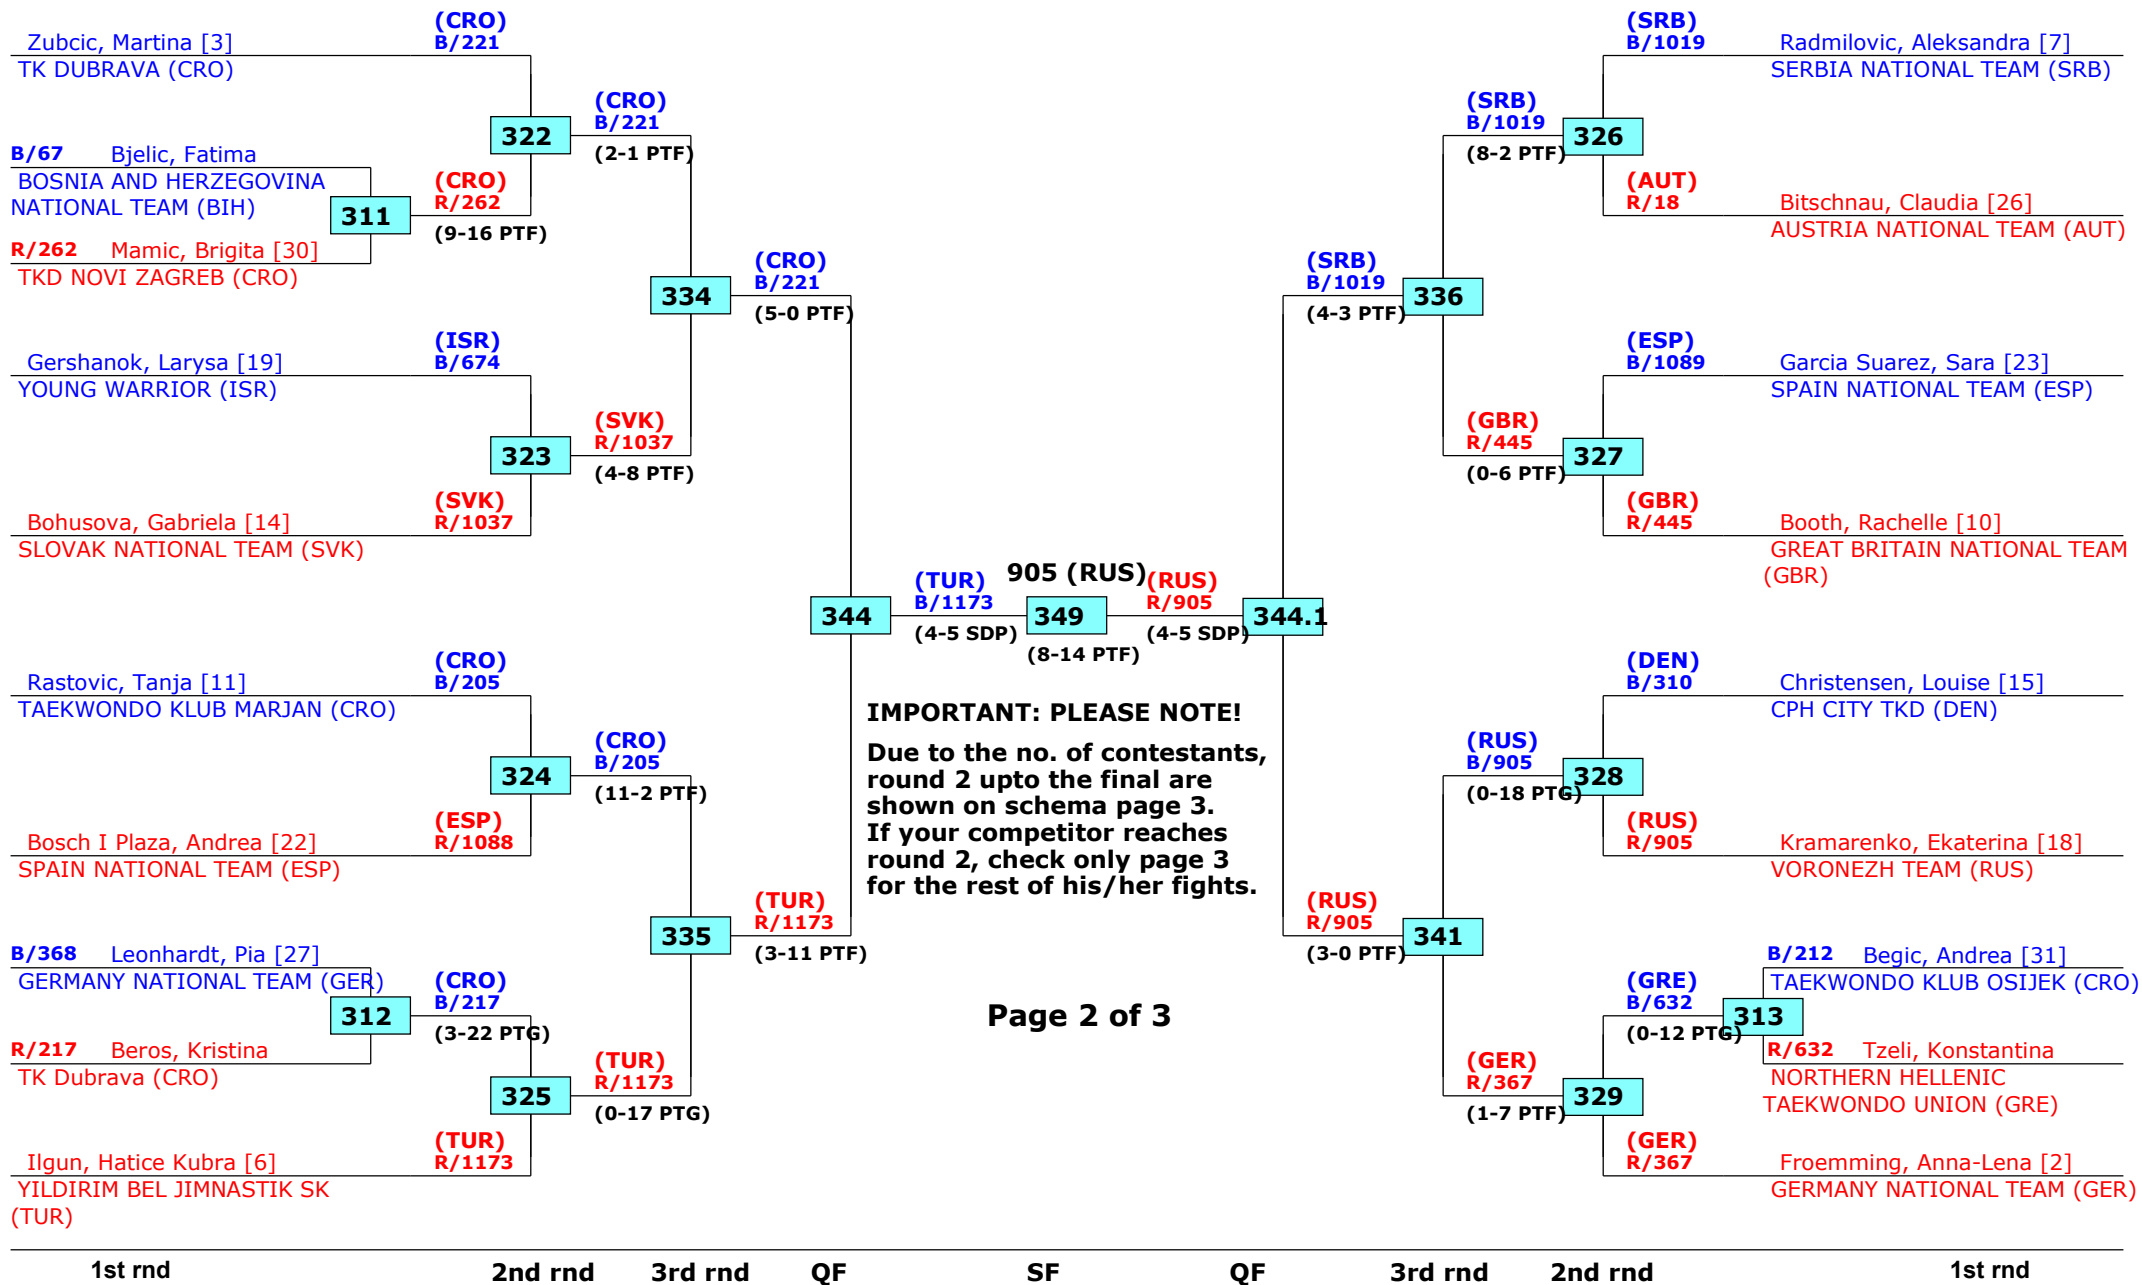 (CRO)
Zubcic, Martina [3]
B/221
TK DUBRAVA (CRO)
(CRO)
B/221
322
(2-1 PTF)
B/67 Bjelic, Fatima
BOSNIA AND HERZEGOVINA
NATIONAL TEAM (BIH)
311
(CRO)
R/262
(9-16 PTF)
R/262 Mamic, Brigita [30]
TKD NOVI ZAGREB (CRO)
334
(CRO)
B/221
(5-0 PTF)
(ISR)
Gershanok, Larysa [19]
B/674
YOUNG WARRIOR (ISR)
323
(SVK)
R/1037
(4-8 PTF)
(SVK)
Bohusova, Gabriela [14]
R/1037
SLOVAK NATIONAL TEAM (SVK)
344
(TUR)
B/1173
(4-5 SDP)
905 (RUS)
349
(8-14 PTF)
(RUS)
R/905
(4-5 SDP)
344.1
(CRO)
Rastovic, Tanja [11]
B/205
TAEKWONDO KLUB MARJAN (CRO)
324
(CRO)
B/205
(11-2 PTF)
(ESP)
Bosch I Plaza, Andrea [22]
R/1088
SPAIN NATIONAL TEAM (ESP)
335
(TUR)
R/1173
(3-11 PTF)
B/368 Leonhardt, Pia [27]
GERMANY NATIONAL TEAM (GER)
312
(CRO)
B/217
(3-22 PTG)
R/217 Beros, Kristina
TK Dubrava (CRO)
325
(TUR)
R/1173
(0-17 PTG)
(TUR)
Ilgun, Hatice Kubra [6]
R/1173
YILDIRIM BEL JIMNASTIK SK
(TUR)
IMPORTANT: PLEASE NOTE!
Due to the no. of contestants,
round 2 upto the final are
shown on schema page 3.
If your competitor reaches
round 2, check only page 3
for the rest of his/her fights.
Page 2 of 3
(SRB)
B/1019
Radmilovic, Aleksandra [7]
SERBIA NATIONAL TEAM (SRB)
(SRB)
B/1019
(8-2 PTF)
326
(AUT)
R/18
Bitschnau, Claudia [26]
AUSTRIA NATIONAL TEAM (AUT)
(SRB)
B/1019
(4-3 PTF)
336
(ESP)
B/1089
Garcia Suarez, Sara [23]
SPAIN NATIONAL TEAM (ESP)
(GBR)
R/445
(0-6 PTF)
327
(GBR)
R/445
Booth, Rachelle [10]
GREAT BRITAIN NATIONAL TEAM
(GBR)
(DEN)
B/310
Christensen, Louise [15]
CPH CITY TKD (DEN)
(RUS)
B/905
(0-18 PTG)
328
(RUS)
R/905
Kramarenko, Ekaterina [18]
VORONEZH TEAM (RUS)
(RUS)
R/905
(3-0 PTF)
341
B/212 Begic, Andrea [31]
TAEKWONDO KLUB OSIJEK (CRO)
(GRE)
B/632
(0-12 PTG)
313
R/632 Tzeli, Konstantina
NORTHERN HELLENIC
TAEKWONDO UNION (GRE)
(GER)
R/367
(1-7 PTF)
329
(GER)
R/367
Froemming, Anna-Lena [2]
GERMANY NATIONAL TEAM (GER)
1st rnd 2nd rnd 3rd rnd QF SF QF 3rd rnd 2nd rnd 1st rnd